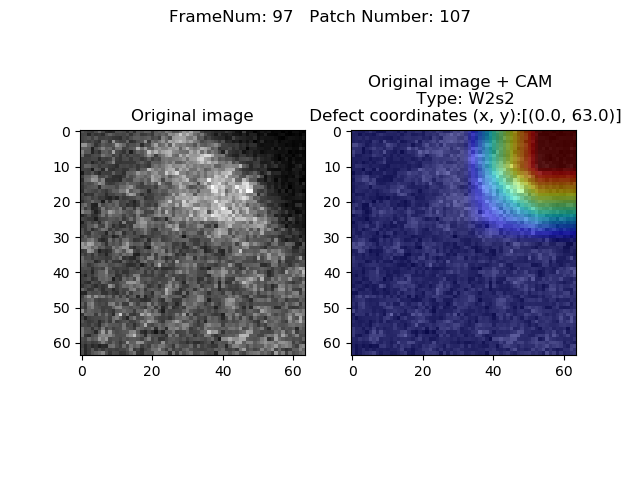 FrameNum: 97   Patch Number: 107
Original image
Original image + CAM
Type: W2s2
Defect coordinates (x, y):[(0.0, 63.0)]
0
10
20
30
40
50
60
0 20 40 60
0
10
20
30
40
50
60
0 20 40 60